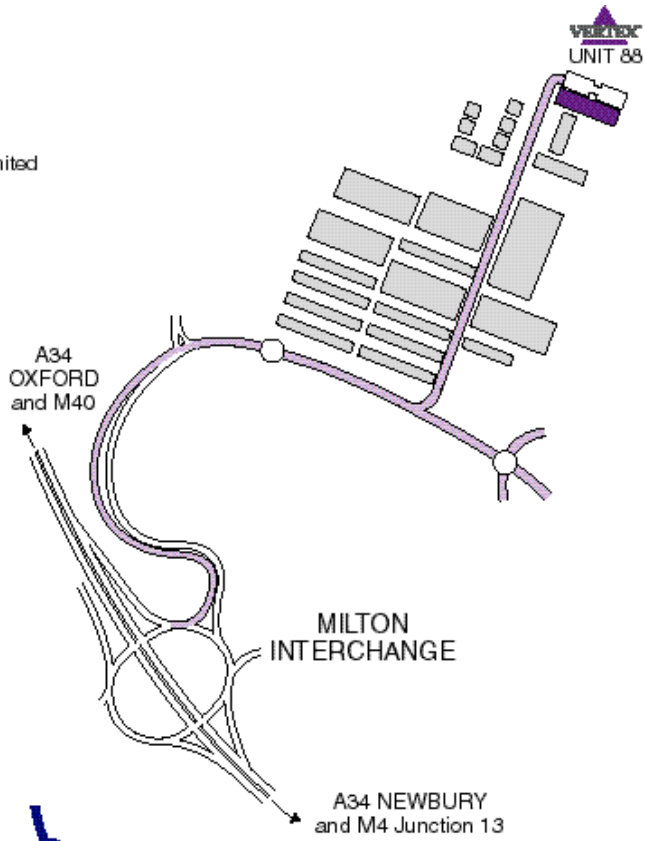 VERTEX
UNIT 88
A34
OXFORD
and M40
MILTON
INTERCHANGE
A34 NEWBURY
and M4 Junction 13